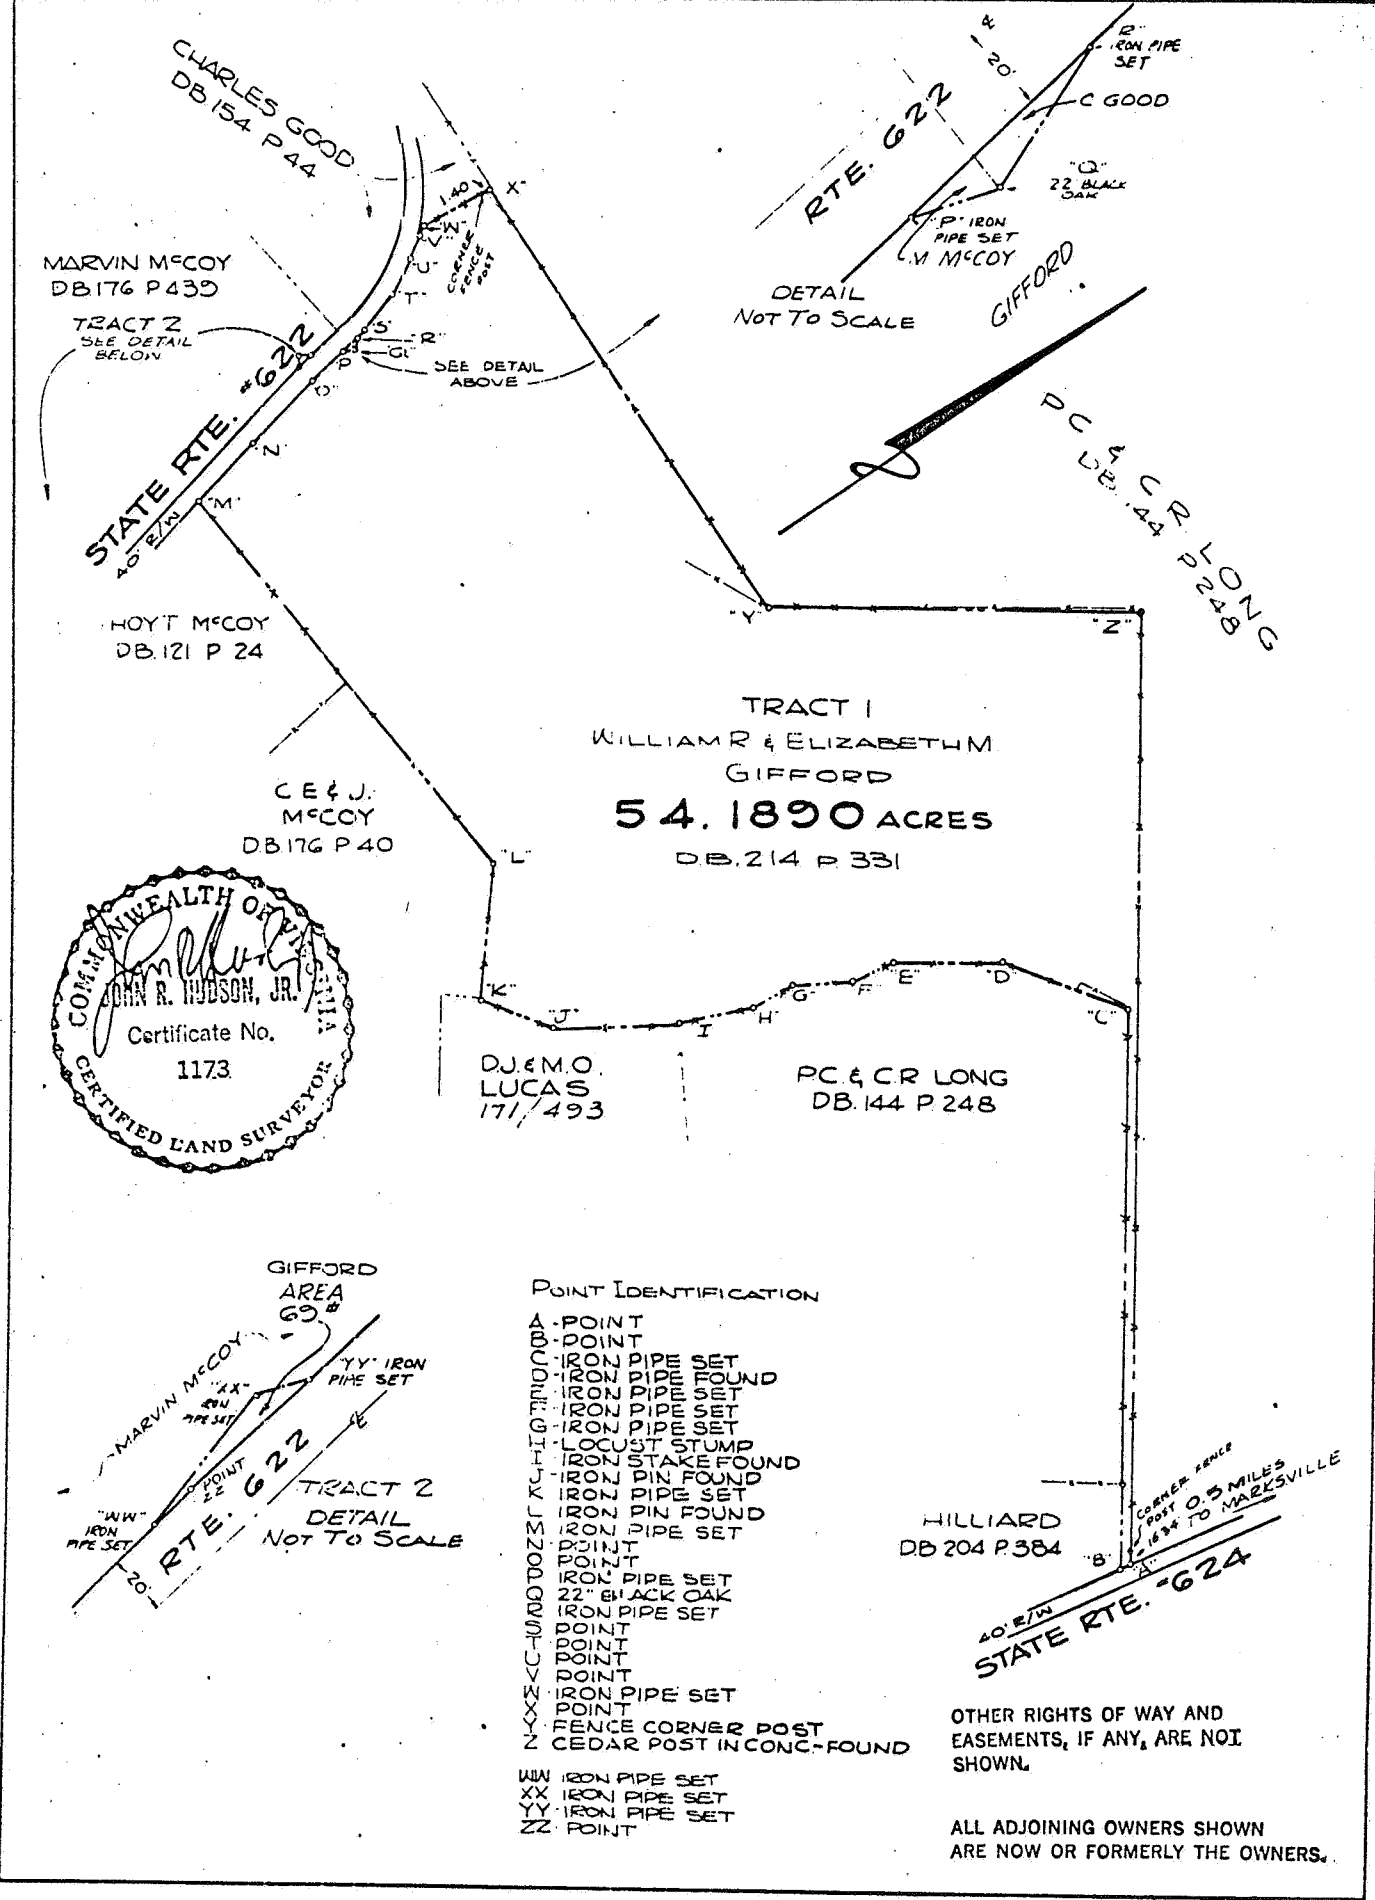 CHARLES GOOD
DB.154 P 44
MARVIN McCOY
DB.176 P 439
TRACT 2
SEE DETAIL
BELOW
STATE RTE. #622
40' R/W
1.40
"X"
"W"
"V"
"U"
"T"
"S"
"R"
"P"
"O"
"N"
"M"
CORNER
FENCE
POST
SEE DETAIL
ABOVE
20'
"R"
IRON PIPE
SET
C GOOD
RTE. 622
"Q"
22" BLACK
OAK
"P" IRON
PIPE SET
M McCOY
DETAIL
NOT TO SCALE
GIFFORD
P C & C R LONG
DB. 144 P 248
HOYT McCOY
DB.121 P 24
"Y"
"Z"
TRACT 1
WILLIAM R & ELIZABETH M
GIFFORD
54.1890 ACRES
D.B. 214 P 331
C E & J.
McCOY
D.B.176 P 40
"L"
"K"
"J"
I
"H"
"G"
"F"
"E"
"D"
"C"
COMMONWEALTH OF VIRGINIA
JOHN R. HUDSON, JR.
Certificate No.
1173
CERTIFIED LAND SURVEYOR
D.J. & M.O.
LUCAS
171/493
P.C. & C.R LONG
DB. 144 P 248
GIFFORD
AREA
69 #
MARVIN McCOY
"YY" IRON
PIPE SET
"XX"
IRON
PIPE SET
POINT
ZZ
"WW"
IRON
PIPE SET
RTE. 622
20'
TRACT 2
DETAIL
NOT TO SCALE
POINT IDENTIFICATION
A - POINT
B - POINT
C - IRON PIPE SET
D - IRON PIPE FOUND
E - IRON PIPE SET
F - IRON PIPE SET
G - IRON PIPE SET
H - LOCUST STUMP
I IRON STAKE FOUND
J - IRON PIN FOUND
K IRON PIPE SET
L IRON PIN FOUND
M IRON PIPE SET
N - POINT
O POINT
P IRON PIPE SET
Q 22" BLACK OAK
R IRON PIPE SET
S POINT
T POINT
U POINT
V POINT
W - IRON PIPE SET
X POINT
Y - FENCE CORNER POST
Z CEDAR POST IN CONC.-FOUND
WW IRON PIPE SET
XX IRON PIPE SET
YY - IRON PIPE SET
ZZ - POINT
HILLIARD
D.B 204 P.384
"B"
"A"
CORNER FENCE
POST 0.5 MILES
TO MARKSVILLE
40' R/W
STATE RTE. #624
OTHER RIGHTS OF WAY AND
EASEMENTS, IF ANY, ARE NOT
SHOWN.
ALL ADJOINING OWNERS SHOWN
ARE NOW OR FORMERLY THE OWNERS.